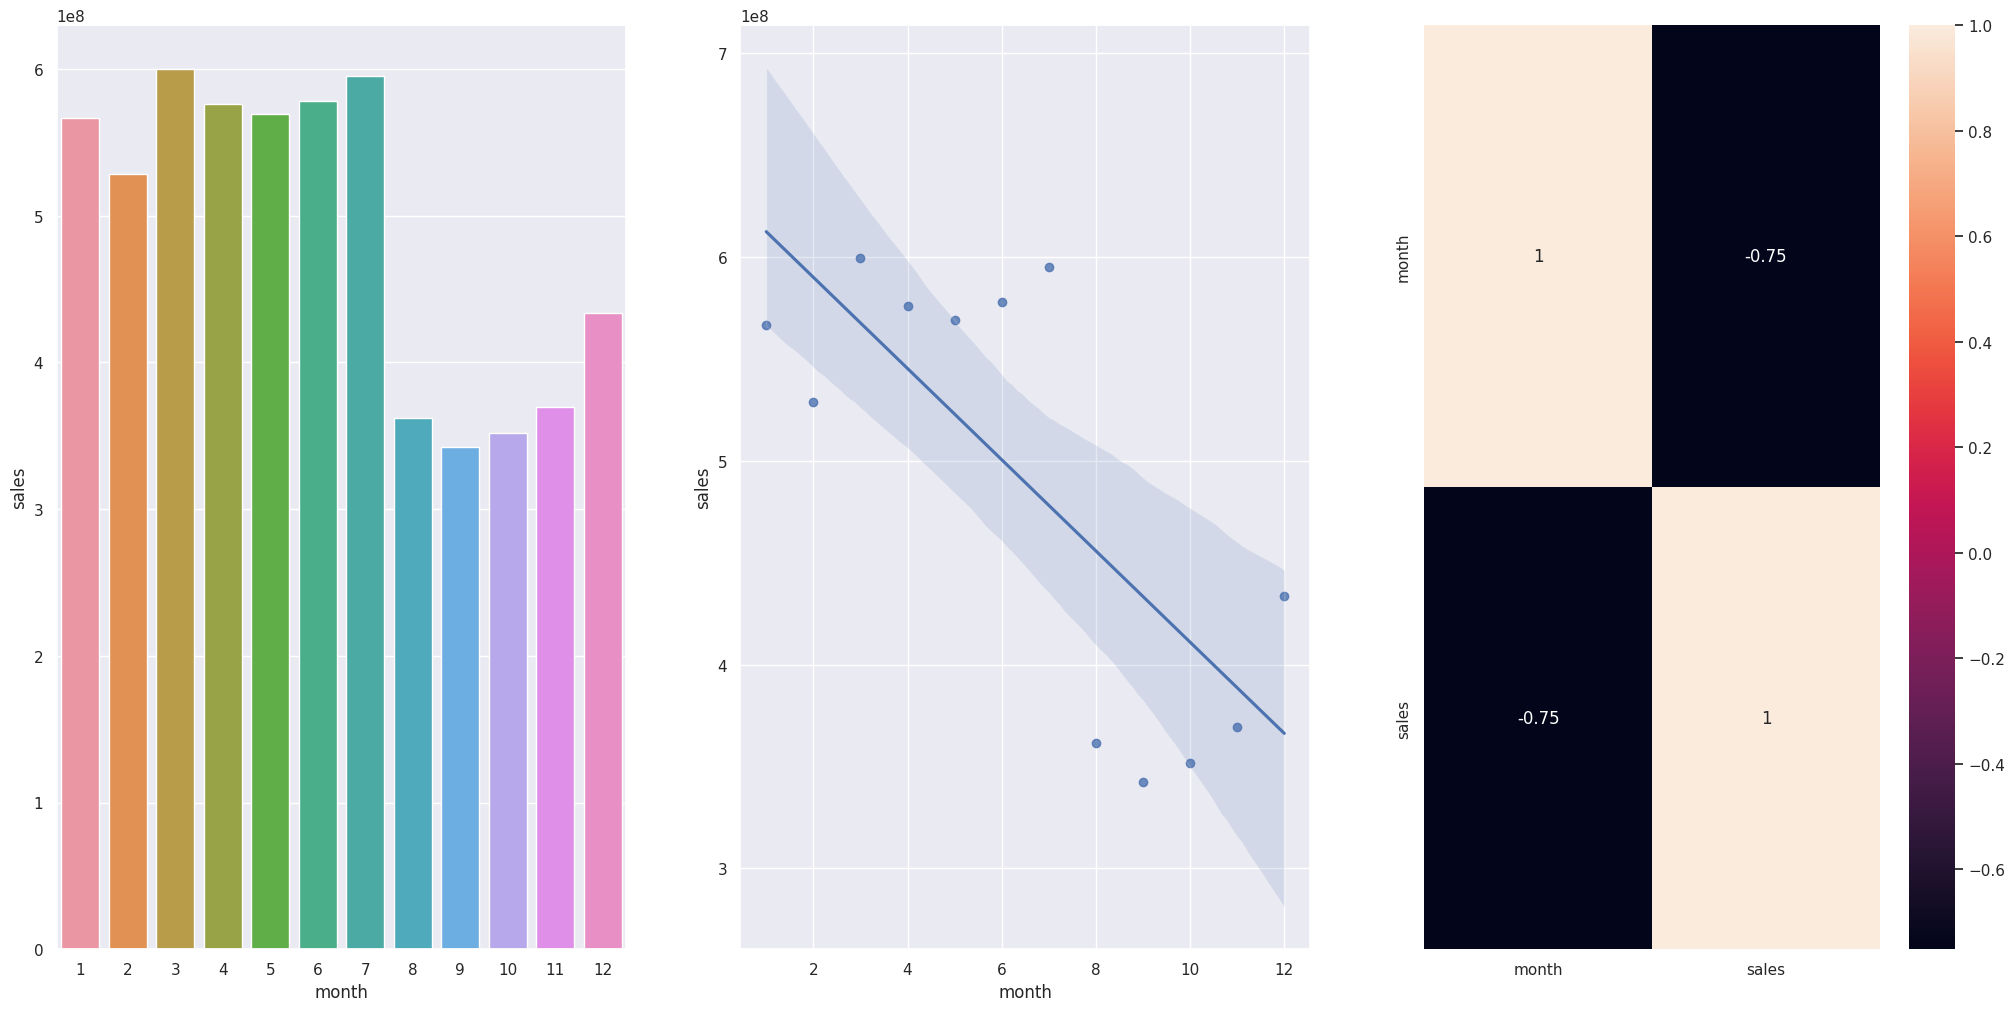 1e8
6
5
4
3
2
1
0
sales
1 2 3 4 5 6 7 8 9 10 11 12
month
1e8
7
6
5
4
3
sales
2 4 6 8 10 12
month
month
sales
1 -0.75
-0.75 1
month sales
1.0
0.8
0.6
0.4
0.2
0.0
−0.2
−0.4
−0.6